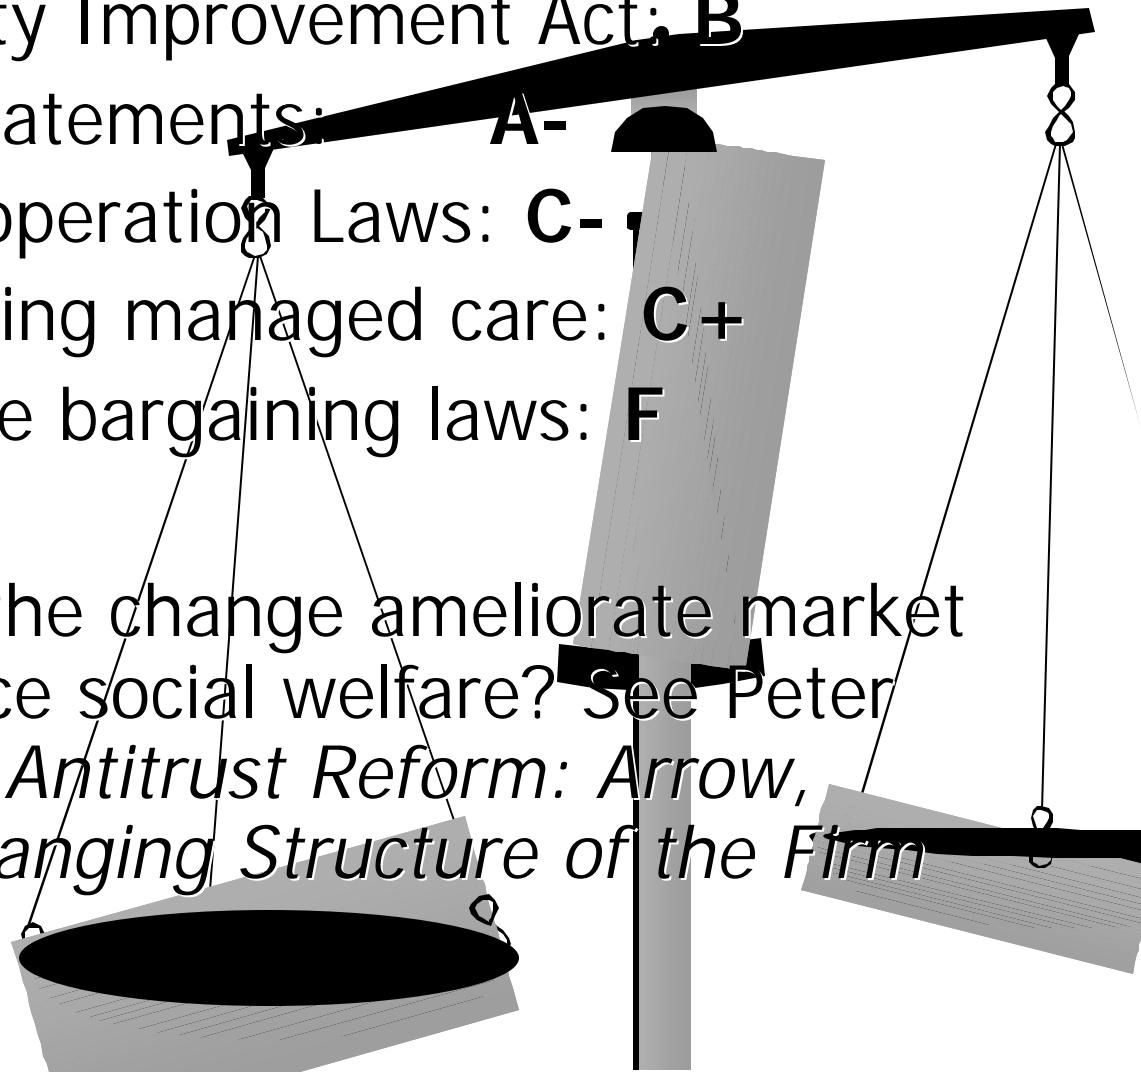 ty Improvement Act: B
atements: A-
operation Laws: C-
ing managed care: C+
e bargaining laws: F
the change ameliorate market
ce social welfare? See Peter
Antitrust Reform: Arrow,
anging Structure of the Firm